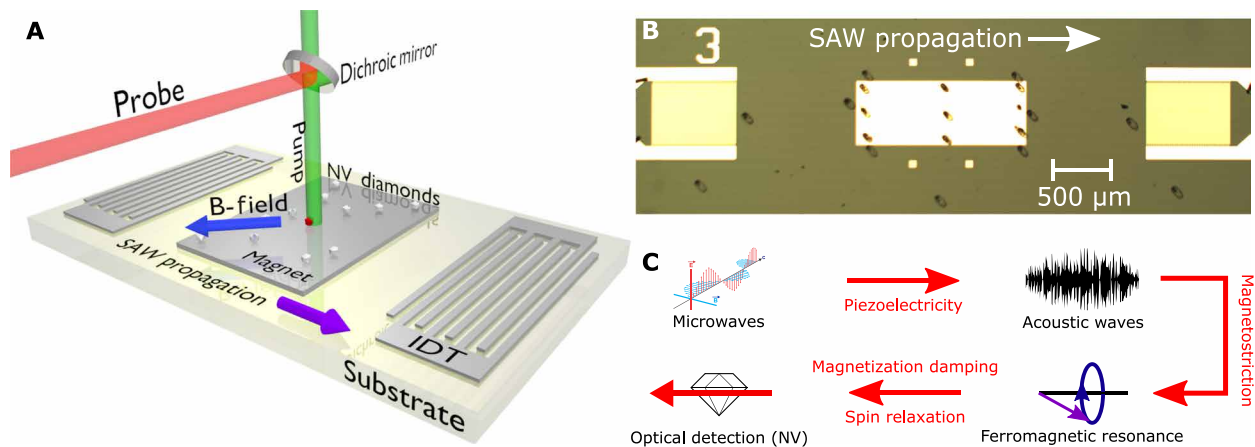 A
Dichroic mirror
Probe
Pump
NV diamonds
B-field
Magnet
SAW propagation
IDT
Substrate
B
3
SAW propagation
500 μm
C
Microwaves
Piezoelectricity
Acoustic waves
Magnetostriction
Magnetization damping
Spin relaxation
Optical detection (NV)
Ferromagnetic resonance